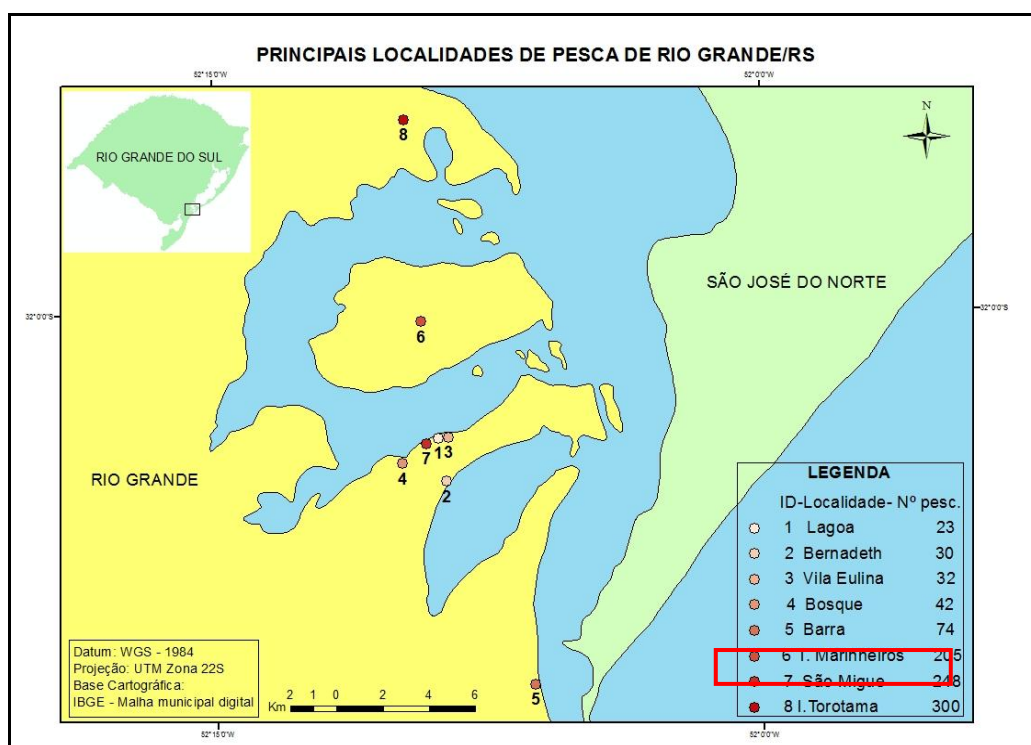 PRINCIPAIS LOCALIDADES DE PESCA DE RIO GRANDE/RS
52°15'0"W
52°0'0"W
N
RIO GRANDE DO SUL
8
SÃO JOSÉ DO NORTE
32°0'0"S
32°0'0"S
6
13
7
4
2
RIO GRANDE
LEGENDA
ID-Localidade- Nº pesc.
1 Lagoa 23
2 Bernadeth 30
3 Vila Eulina 32
4 Bosque 42
5 Barra 74
6 I. Marinheiros 205
7 São Migue 248
8 I.Torotama 300
Datum: WGS - 1984
Projeção: UTM Zona 22S
Base Cartográfica:
IBGE - Malha municipal digital
2 1 0 2 4 6
Km
5
52°15'0"W
52°0'0"W